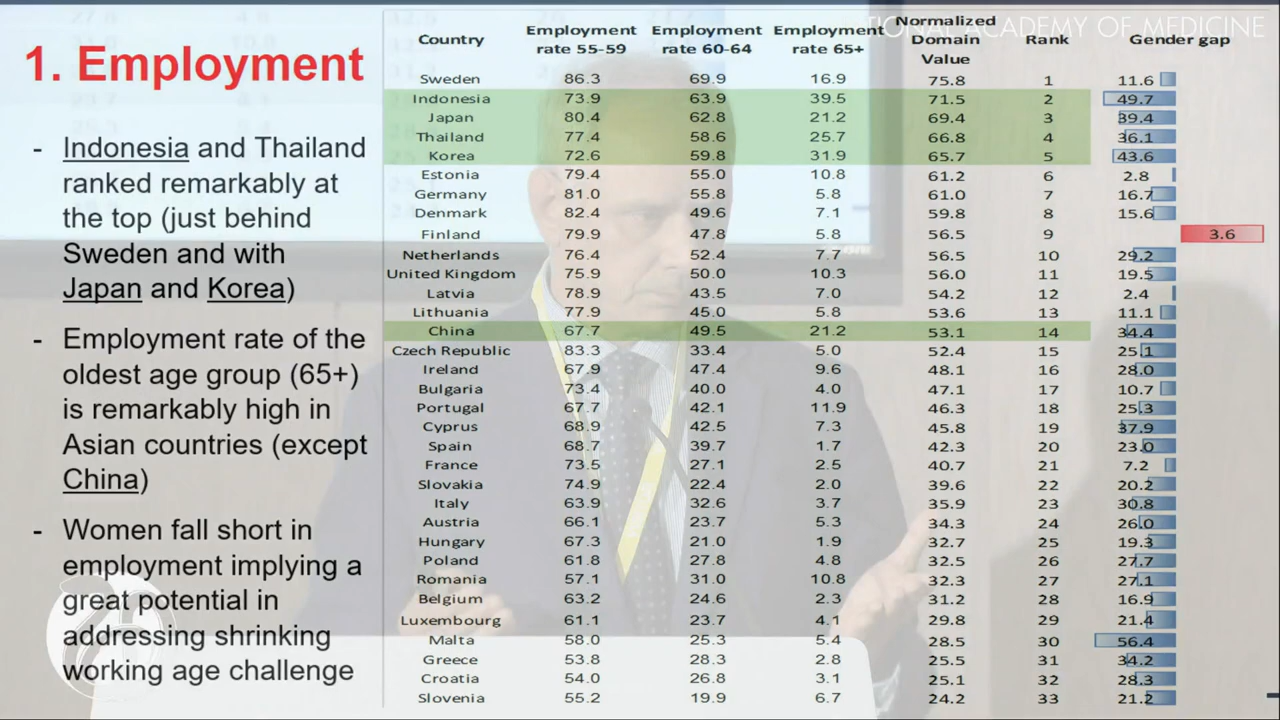 TIONAL ACADEMY OF MEDICINE
1. Employment
- Indonesia and Thailand
ranked remarkably at
the top (just behind
Sweden and with
Japan and Korea)
- Employment rate of the
oldest age group (65+)
is remarkably high in
Asian countries (except
China)
- Women fall short in
employment implying a
great potential in
addressing shrinking
working age challenge
Country Employment rate 55-59 Employment rate 60-64 Employment rate 65+ Normalized Domain Value Rank Gender gap
Sweden 86.3 69.9 16.9 75.8 1 11.6
Indonesia 73.9 63.9 39.5 71.5 2 49.7
Japan 80.4 62.8 21.2 69.4 3 39.4
Thailand 77.4 58.6 25.7 66.8 4 36.1
Korea 72.6 59.8 31.9 65.7 5 43.6
Estonia 79.4 55.0 10.8 61.2 6 2.8
Germany 81.0 55.8 5.8 61.0 7 16.7
Denmark 82.4 49.6 7.1 59.8 8 15.6
Finland 79.9 47.8 5.8 56.5 9 3.6
Netherlands 76.4 52.4 7.7 56.5 10 29.2
United Kingdom 75.9 50.0 10.3 56.0 11 19.5
Latvia 78.9 43.5 7.0 54.2 12 2.4
Lithuania 77.9 45.0 5.8 53.6 13 11.1
China 67.7 49.5 21.2 53.1 14 34.4
Czech Republic 83.3 33.4 5.0 52.4 15 25.1
Ireland 67.9 47.4 9.6 48.1 16 28.0
Bulgaria 73.4 40.0 4.0 47.1 17 10.7
Portugal 67.7 42.1 11.9 46.3 18 25.3
Cyprus 68.9 42.5 7.3 45.8 19 37.9
Spain 68.7 39.7 1.7 42.3 20 23.0
France 73.5 27.1 2.5 40.7 21 7.2
Slovakia 74.9 22.4 2.0 39.6 22 20.2
Italy 63.9 32.6 3.7 35.9 23 30.8
Austria 66.1 23.7 5.3 34.3 24 26.0
Hungary 67.3 21.0 1.9 32.7 25 19.3
Poland 61.8 27.8 4.8 32.5 26 27.7
Romania 57.1 31.0 10.8 32.3 27 27.1
Belgium 63.2 24.6 2.3 31.2 28 16.9
Luxembourg 61.1 23.7 4.1 29.8 29 21.4
Malta 58.0 25.3 5.4 28.5 30 56.4
Greece 53.8 28.3 2.8 25.5 31 34.2
Croatia 54.0 26.8 3.1 25.1 32 28.3
Slovenia 55.2 19.9 6.7 24.2 33 21.2